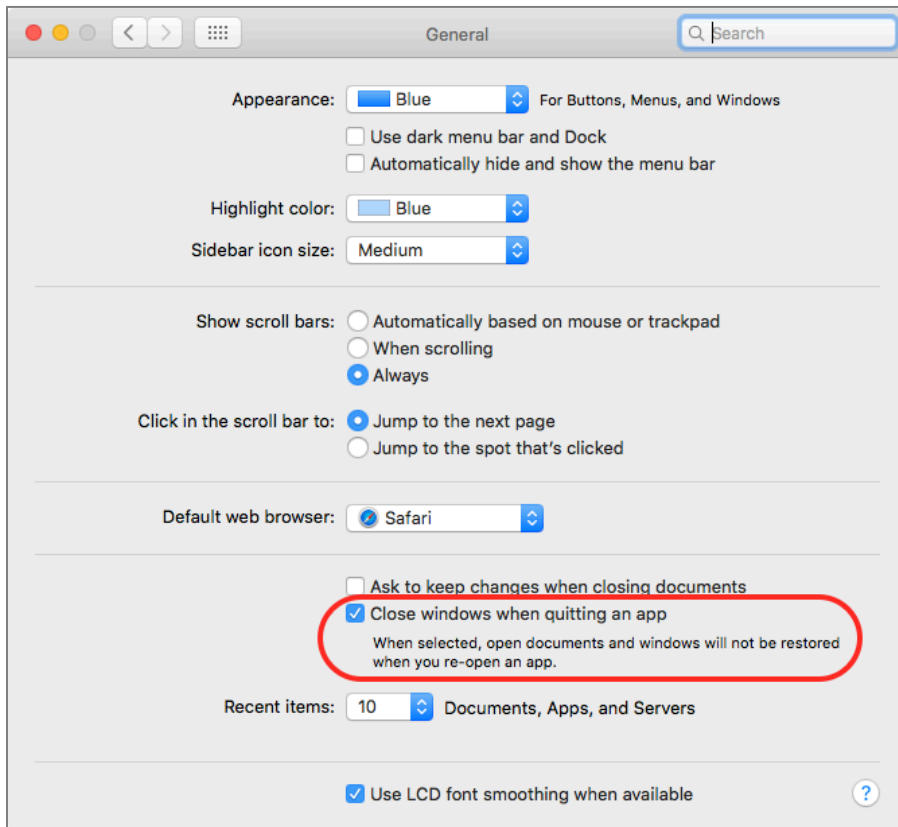 General
Search
Appearance: Blue For Buttons, Menus, and Windows
Use dark menu bar and Dock
Automatically hide and show the menu bar
Highlight color: Blue
Sidebar icon size: Medium
Show scroll bars: Automatically based on mouse or trackpad
When scrolling
Always
Click in the scroll bar to: Jump to the next page
Jump to the spot that's clicked
Default web browser: Safari
Ask to keep changes when closing documents
Close windows when quitting an app
When selected, open documents and windows will not be restored
when you re-open an app.
Recent items: 10 Documents, Apps, and Servers
Use LCD font smoothing when available
?